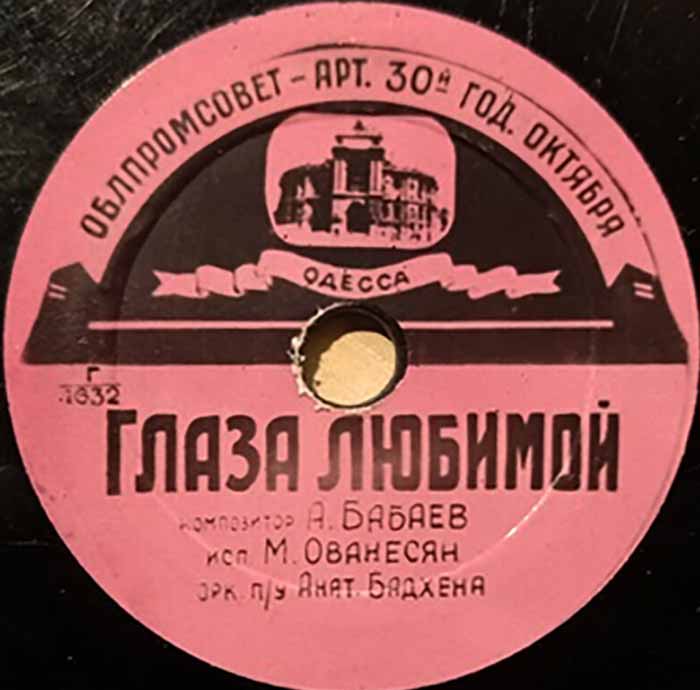 ОБЛПРОМСОВЕТ – АРТ. 30й ГОД. ОКТЯБРЯ
ОДЕССА
Г
1632
ГЛАЗА ЛЮБИМОЙ
КОМПОЗИТОР А. БАБАЕВ
ИСП. М. ОВАНЕСЯН
ОРК. П/У АНАТ. БАДХЕНА